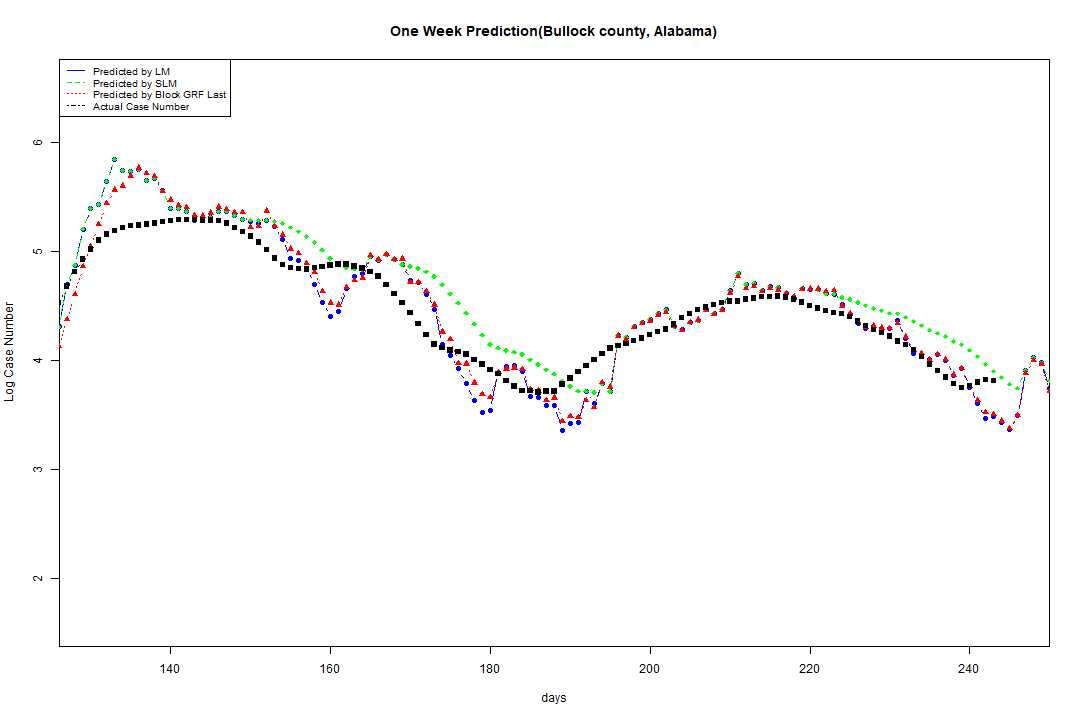 One Week Prediction(Bullock county, Alabama)
Predicted by LM
Predicted by SLM
Predicted by Block GRF Last
Actual Case Number
Log Case Number
6
5
4
3
2
140 160 180 200 220 240
days